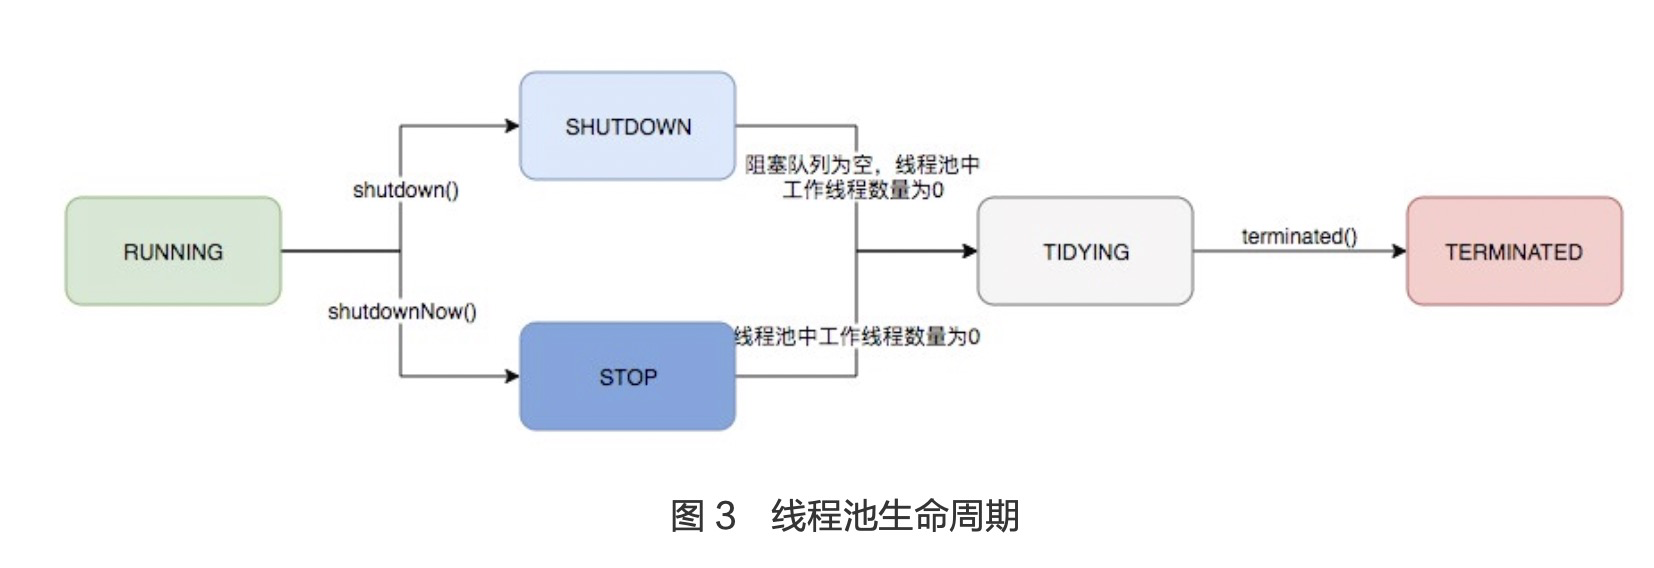 SHUTDOWN
阻塞队列为空，线程池中
工作线程数量为0
shutdown()
RUNNING
TIDYING
terminated()
TERMINATED
shutdownNow()
线程池中工作线程数量为0
STOP
图 3 线程池生命周期